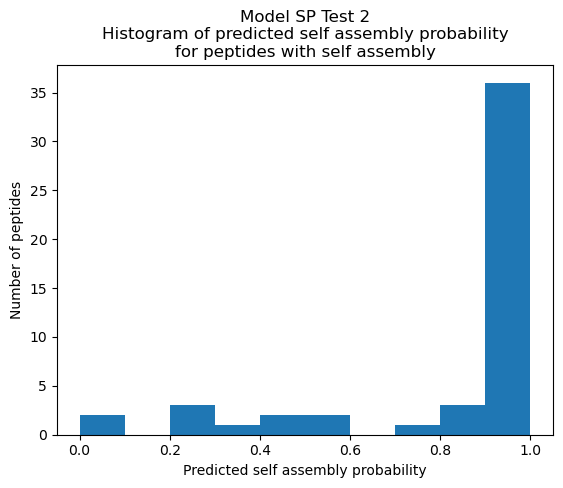 Model SP Test 2
Histogram of predicted self assembly probability
for peptides with self assembly
Number of peptides
35
30
25
20
15
10
5
0
0.0 0.2 0.4 0.6 0.8 1.0
Predicted self assembly probability